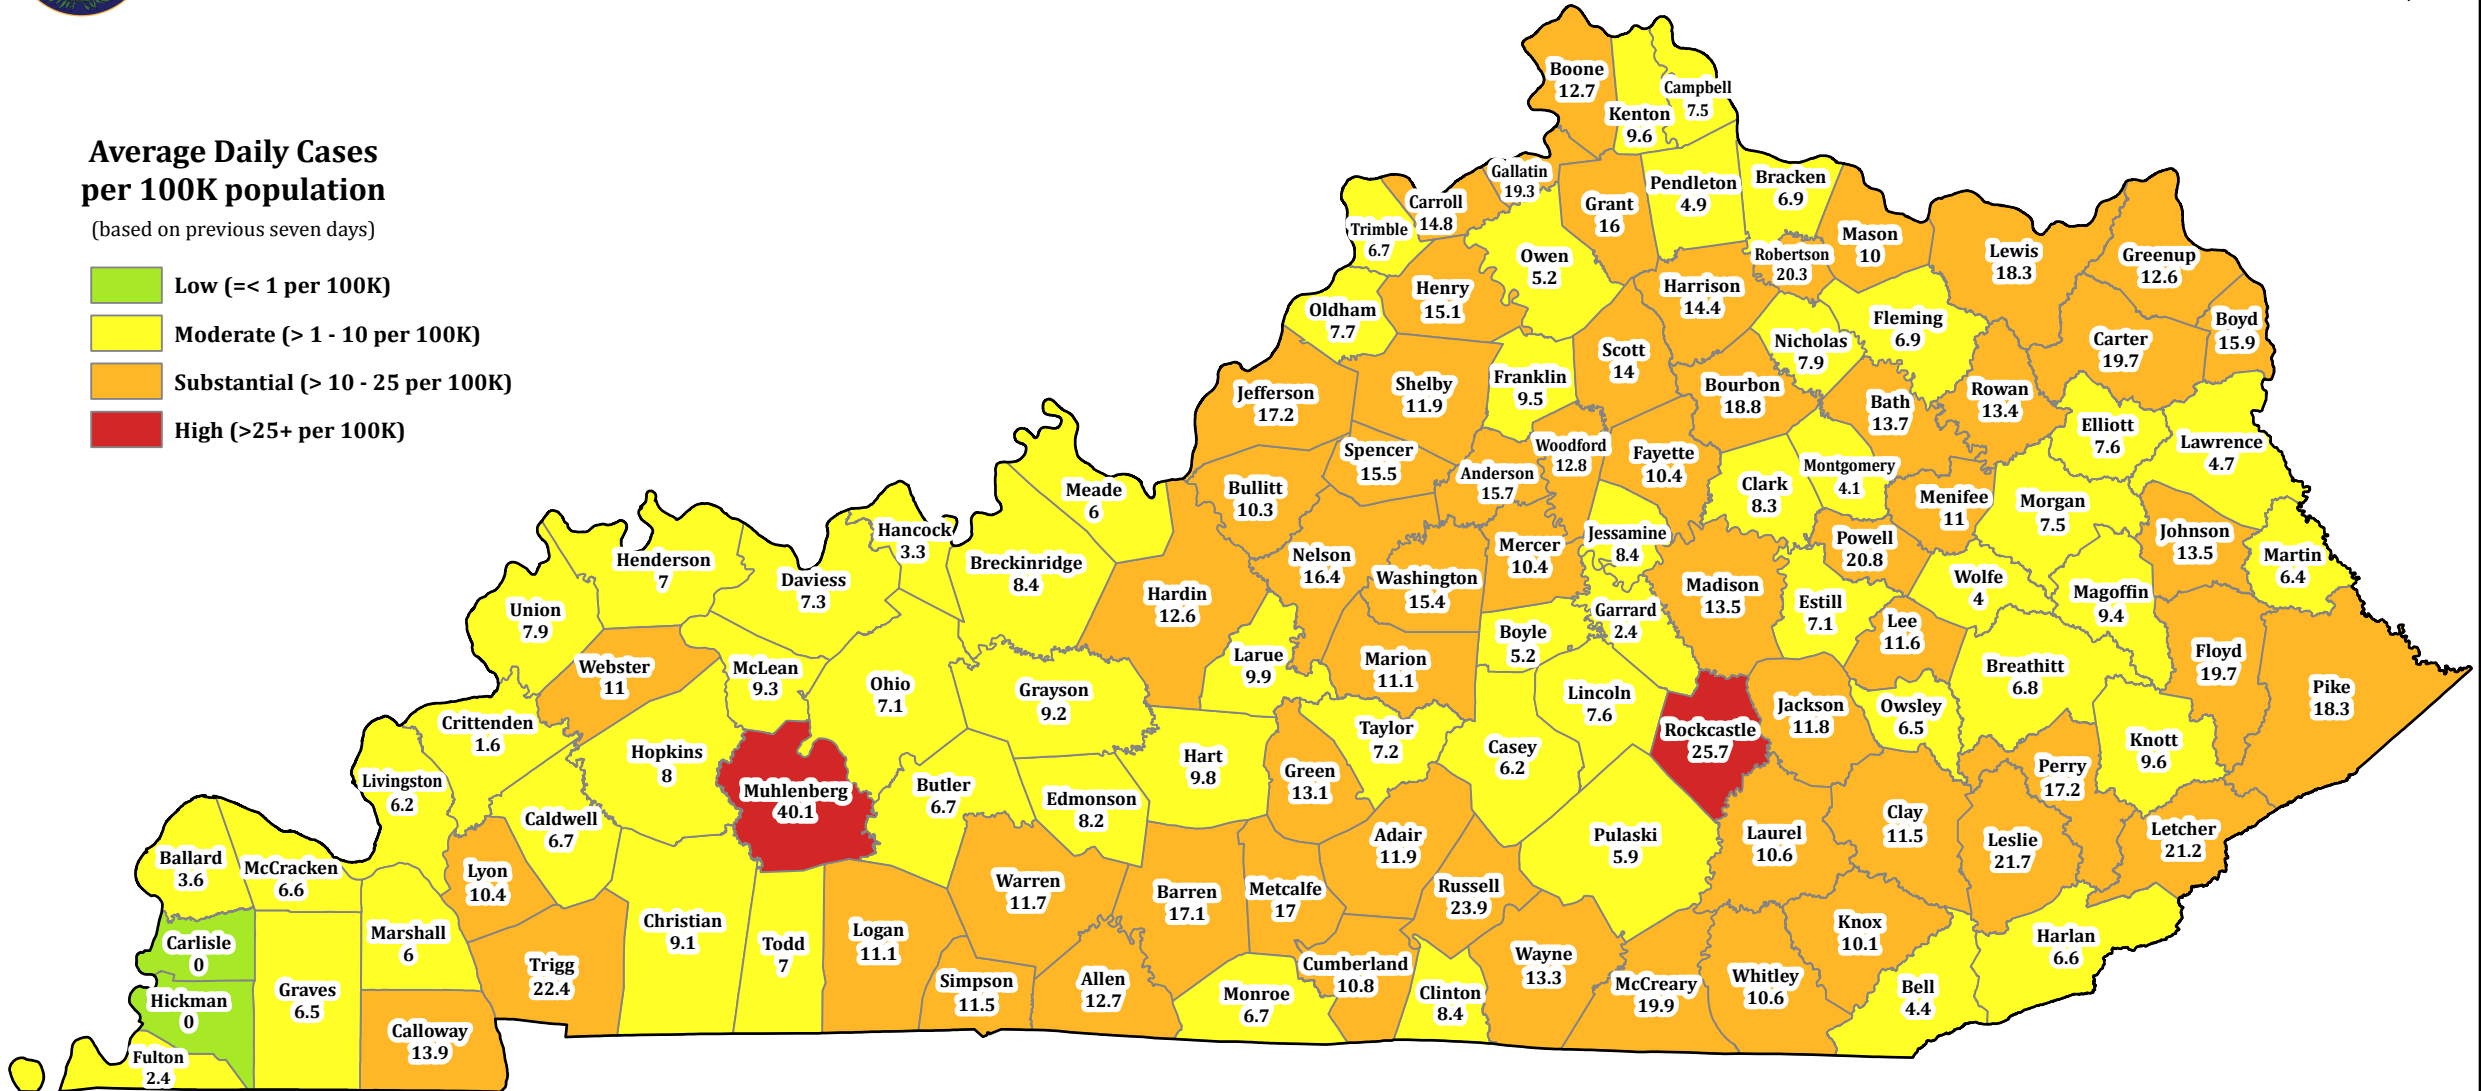 Average Daily Cases
per 100K population
(based on previous seven days)
Low (=< 1 per 100K)
Moderate (> 1 - 10 per 100K)
Substantial (> 10 - 25 per 100K)
High (>25+ per 100K)
Boone
12.7
Kenton
9.6
Campbell
7.5
Gallatin
19.3
Carroll
14.8
Trimble
6.7
Grant
16
Pendleton
4.9
Bracken
6.9
Mason
10
Robertson
20.3
Lewis
18.3
Greenup
12.6
Owen
5.2
Henry
15.1
Oldham
7.7
Harrison
14.4
Nicholas
7.9
Fleming
6.9
Carter
19.7
Boyd
15.9
Jefferson
17.2
Shelby
11.9
Franklin
9.5
Scott
14
Bourbon
18.8
Bath
13.7
Rowan
13.4
Elliott
7.6
Lawrence
4.7
Spencer
15.5
Anderson
15.7
Woodford
12.8
Fayette
10.4
Clark
8.3
Montgomery
4.1
Menifee
11
Morgan
7.5
Johnson
13.5
Martin
6.4
Meade
6
Bullitt
10.3
Nelson
16.4
Washington
15.4
Mercer
10.4
Jessamine
8.4
Madison
13.5
Powell
20.8
Estill
7.1
Wolfe
4
Magoffin
9.4
Hancock
3.3
Breckinridge
8.4
Henderson
7
Daviess
7.3
Union
7.9
Hardin
12.6
Garrard
2.4
Boyle
5.2
Lee
11.6
Breathitt
6.8
Floyd
19.7
Pike
18.3
Webster
11
McLean
9.3
Ohio
7.1
Grayson
9.2
Larue
9.9
Marion
11.1
Lincoln
7.6
Rockcastle
25.7
Jackson
11.8
Owsley
6.5
Knott
9.6
Perry
17.2
Crittenden
1.6
Livingston
6.2
Hopkins
8
Muhlenberg
40.1
Butler
6.7
Edmonson
8.2
Hart
9.8
Green
13.1
Taylor
7.2
Casey
6.2
Pulaski
5.9
Laurel
10.6
Clay
11.5
Leslie
21.7
Letcher
21.2
Caldwell
6.7
Ballard
3.6
McCracken
6.6
Lyon
10.4
Warren
11.7
Barren
17.1
Metcalfe
17
Adair
11.9
Russell
23.9
Knox
10.1
Harlan
6.6
Carlisle
0
Marshall
6
Christian
9.1
Todd
7
Logan
11.1
Trigg
22.4
Simpson
11.5
Allen
12.7
Monroe
6.7
Cumberland
10.8
Clinton
8.4
Wayne
13.3
McCreary
19.9
Whitley
10.6
Bell
4.4
Hickman
0
Graves
6.5
Calloway
13.9
Fulton
2.4